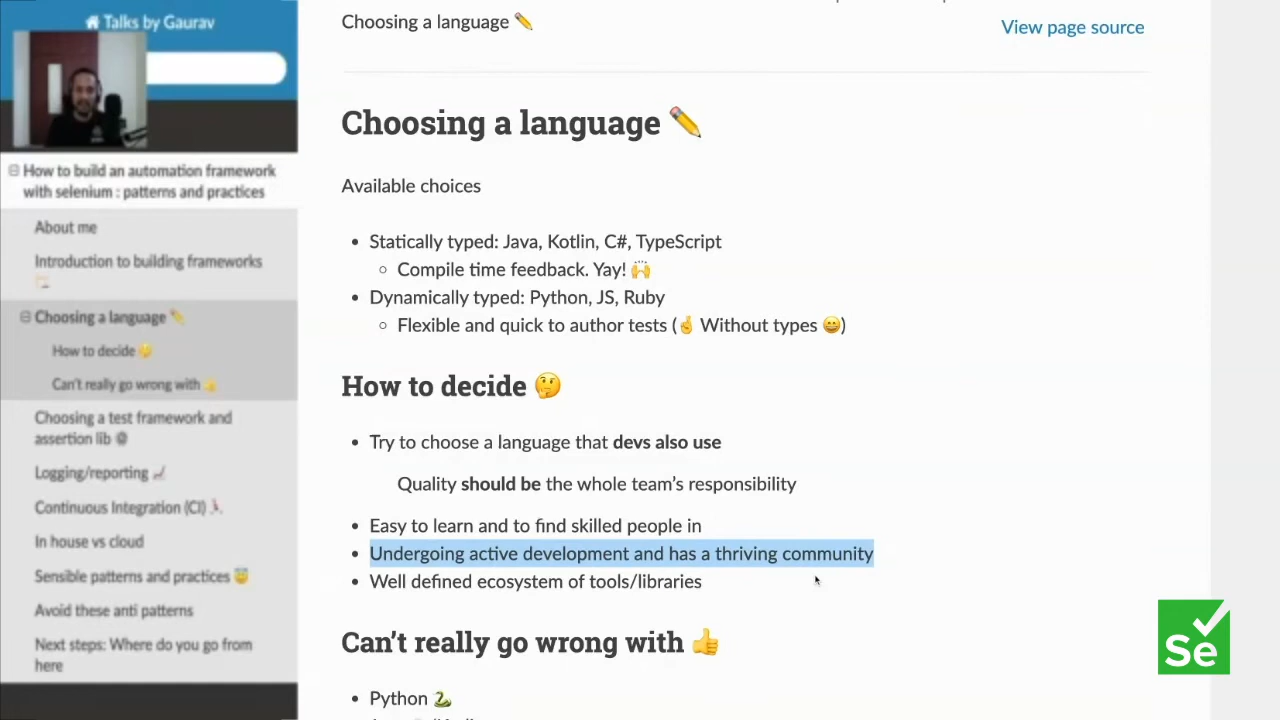 Talks by Gaurav
How to build an automation framework
with selenium : patterns and practices
About me
Introduction to building frameworks
Choosing a language
How to decide
Can't really go wrong with
Choosing a test framework and
assertion lib
Logging/reporting
Continuous Integration (CI)
In house vs cloud
Sensible patterns and practices
Avoid these anti patterns
Next steps: Where do you go from
here
Choosing a language ✏️
View page source
Choosing a language ✏️
Available choices
• Statically typed: Java, Kotlin, C#, TypeScript
◦ Compile time feedback. Yay! 🙌
• Dynamically typed: Python, JS, Ruby
◦ Flexible and quick to author tests (🤞 Without types 😄)
How to decide 🤔
• Try to choose a language that devs also use
Quality should be the whole team's responsibility
• Easy to learn and to find skilled people in
• Undergoing active development and has a thriving community
• Well defined ecosystem of tools/libraries
Can't really go wrong with 👍
• Python 🐍
Se